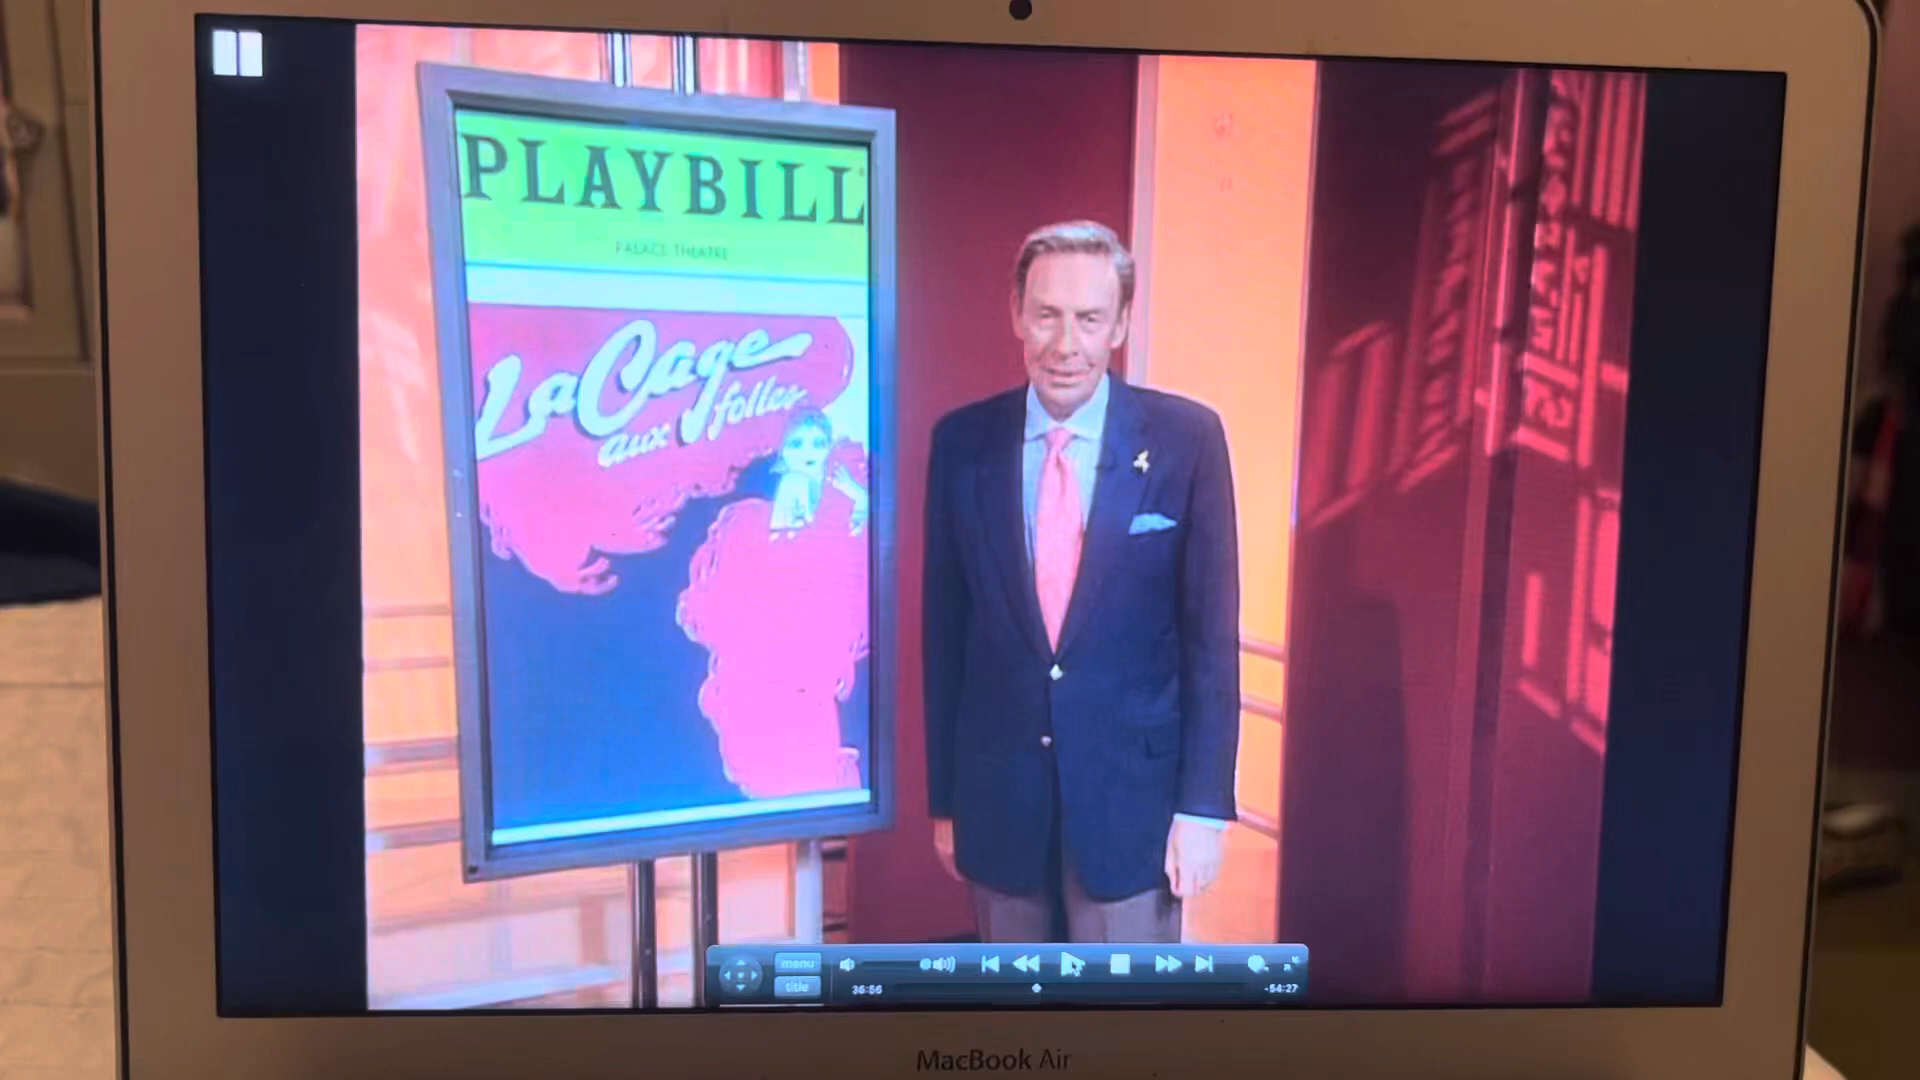 PLAYBILL®
PALACE THEATRE
La Cage
aux folles
menu
title
36:56
-54:27
MacBook Air